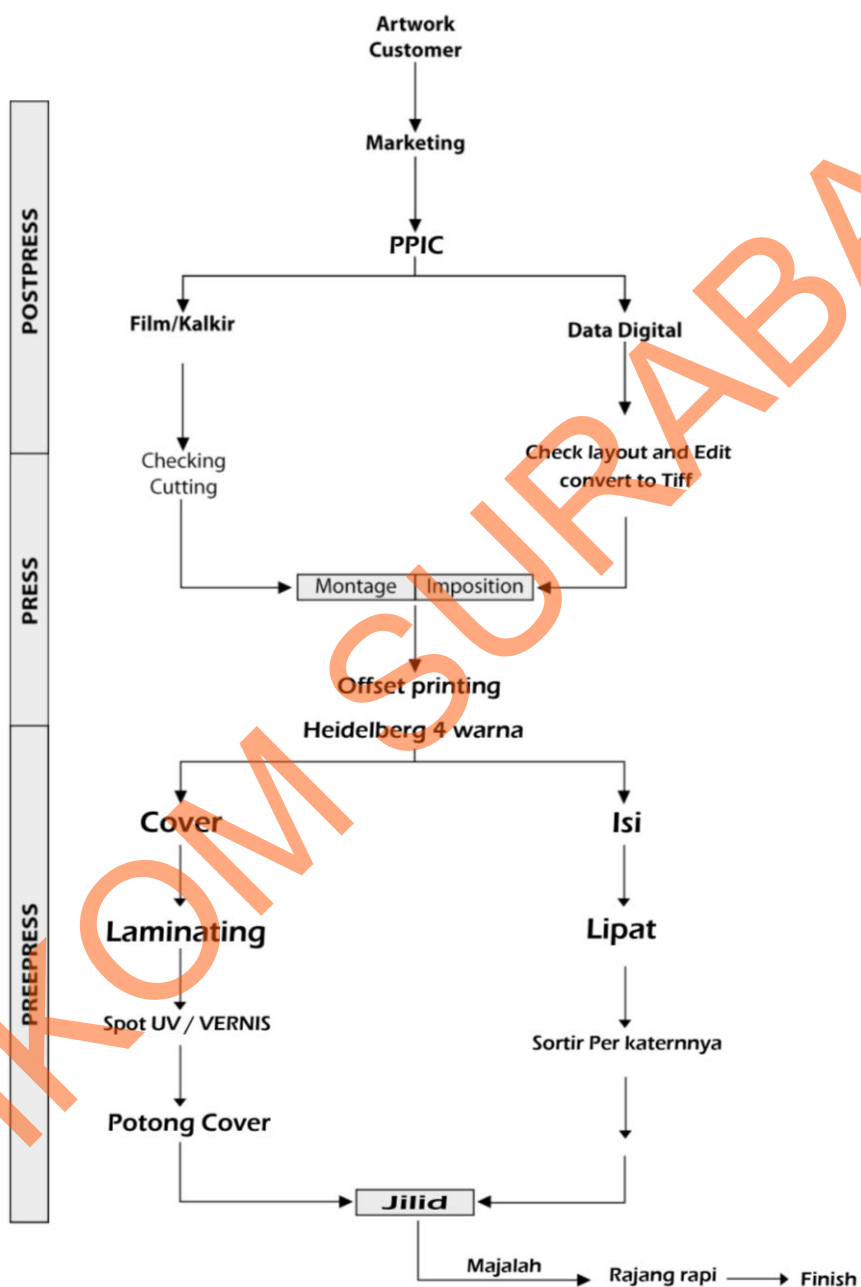 Artwork
Customer
Marketing
PPIC
POSTPRESS
Film/Kalkir
Data Digital
Checking
Cutting
Check layout and Edit
convert to Tiff
PRESS
Montage
Imposition
Offset printing
Heidelberg 4 warna
PREEPRESS
Cover
Isi
Laminating
Lipat
Spot UV / VERNIS
Sortir Per katernnya
Potong Cover
Jilid
Majalah
Rajang rapi
Finish
IKOM SURABA